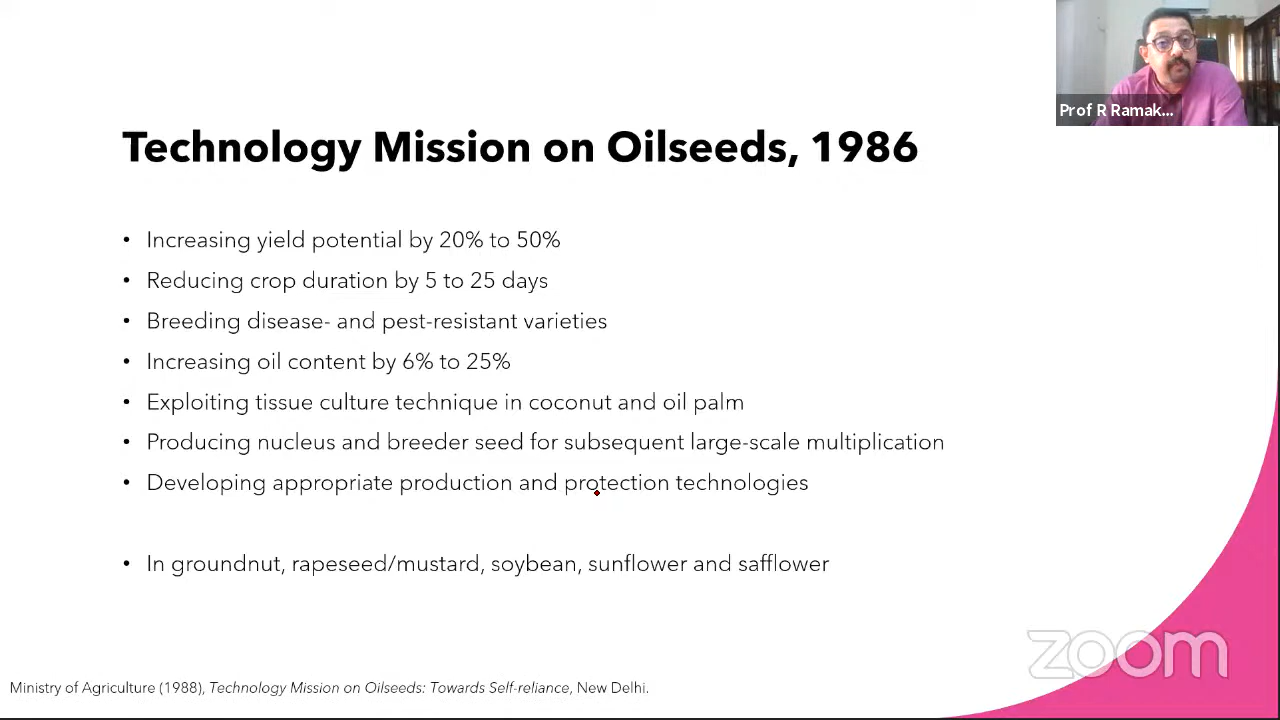 Prof R Ramak...
Technology Mission on Oilseeds, 1986
• Increasing yield potential by 20% to 50%
• Reducing crop duration by 5 to 25 days
• Breeding disease- and pest-resistant varieties
• Increasing oil content by 6% to 25%
• Exploiting tissue culture technique in coconut and oil palm
• Producing nucleus and breeder seed for subsequent large-scale multiplication
• Developing appropriate production and protection technologies
• In groundnut, rapeseed/mustard, soybean, sunflower and safflower
zoom
Ministry of Agriculture (1988), Technology Mission on Oilseeds: Towards Self-reliance, New Delhi.